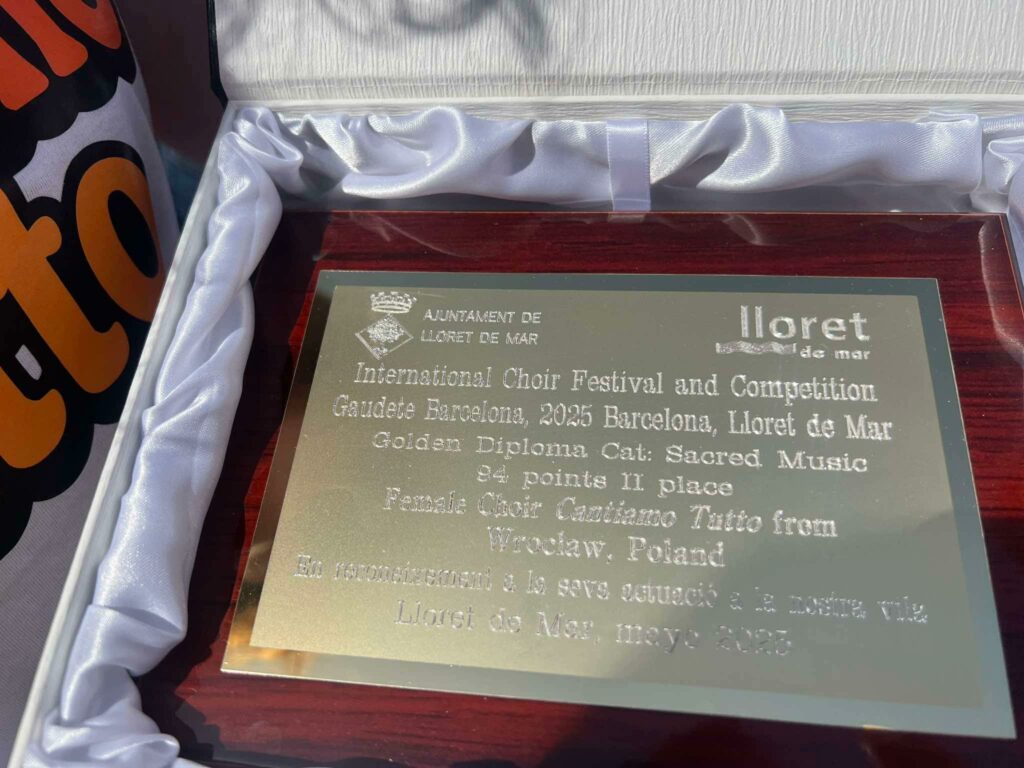 to
AJUNTAMENT DE
LLORET DE MAR
lloret
de mar
International Choir Festival and Competition
Gaudete Barcelona, 2025 Barcelona, Lloret de Mar
Golden Diploma Cat: Sacred Music
94 points II place
Female Choir Cantiamo Tutto from
Wrocław, Poland
En reconeixement a la seva actuació a la nostra vila
Lloret de Mar, mayo 2025